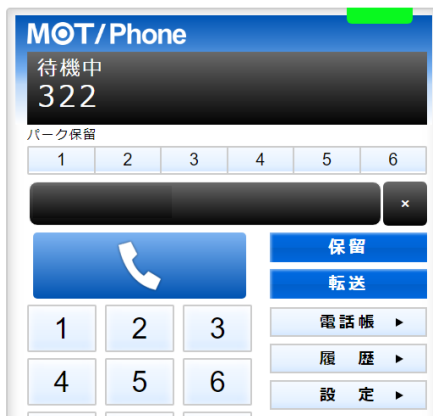 MOT/Phone
待機中
322
パーク保留
1 2 3 4 5 6
×
保留
転送
1 2 3
電話帳 ▶
履 歴 ▶
4 5 6
設 定 ▶